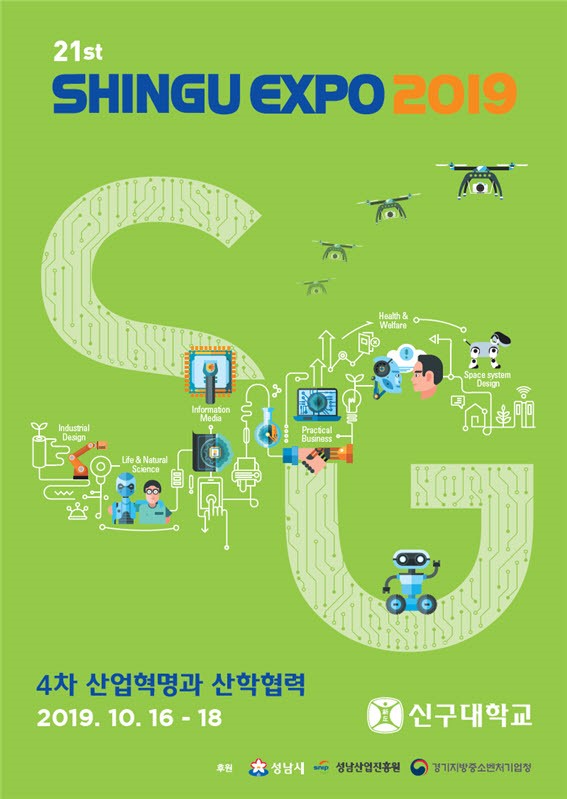 21st
SHINGU EXPO 2019
Health &
Welfare
Space system
Design
Information
Media
Practical
Business
Industrial
Design
Life & Natural
Science
4차 산업혁명과 산학협력
2019. 10. 16 - 18
신구대학교
후원 성남시 snip 성남산업진흥원 경기지방중소벤처기업청